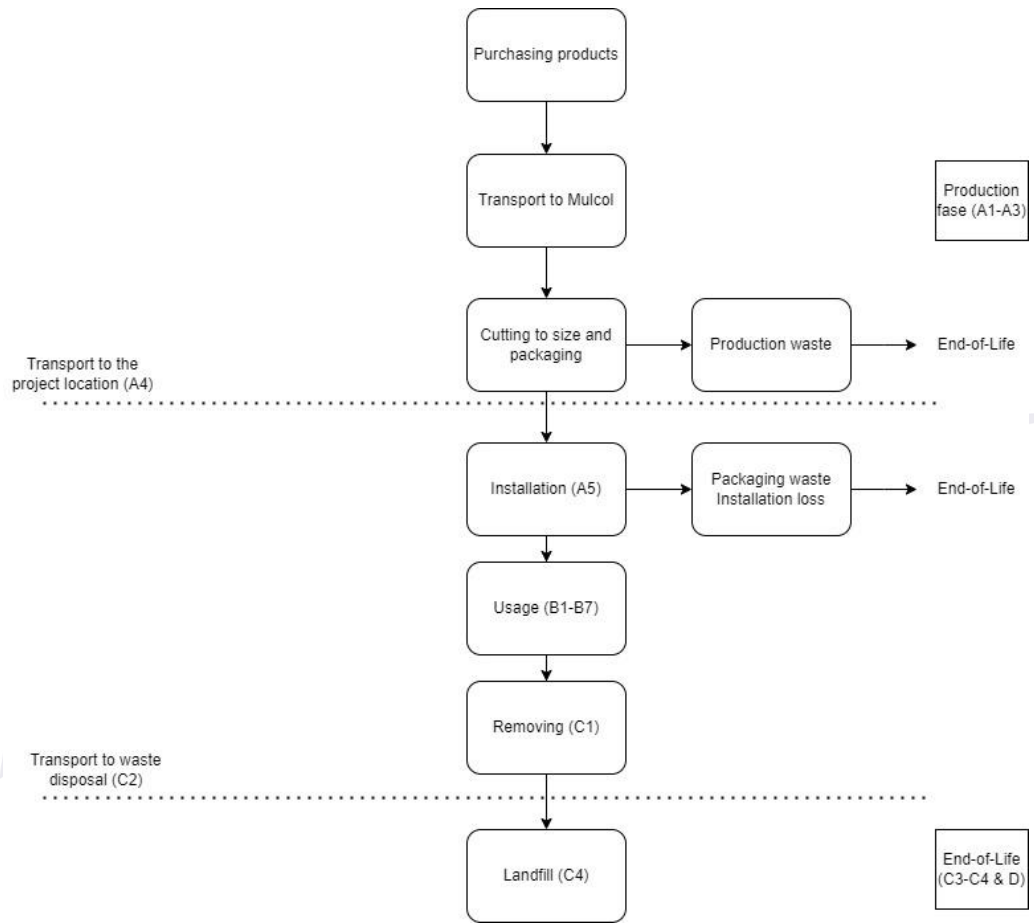 Purchasing products
Transport to Mulcol
Production
fase (A1-A3)
Cutting to size and
packaging
Production waste
End-of-Life
Transport to the
project location (A4)
Installation (A5)
Packaging waste
Installation loss
End-of-Life
Usage (B1-B7)
Removing (C1)
Transport to waste
disposal (C2)
Landfill (C4)
End-of-Life
(C3-C4 & D)